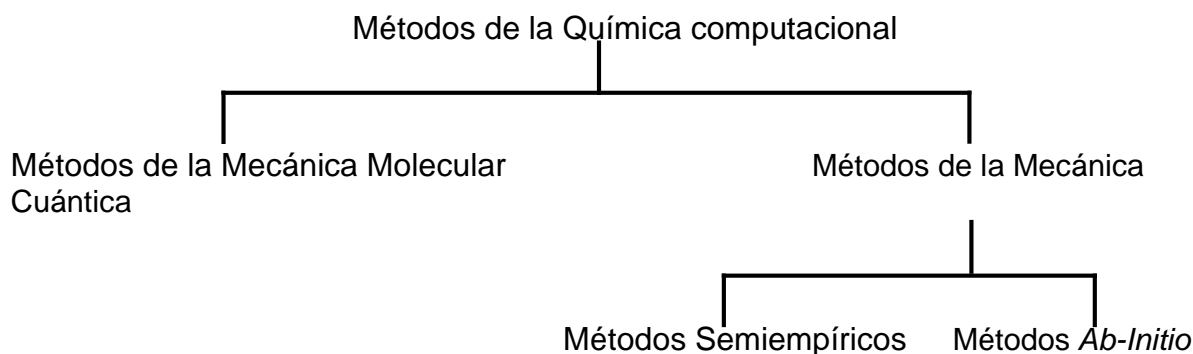 Métodos de la Química computacional
Métodos de la Mecánica Molecular Métodos de la Mecánica
Cuántica
Métodos Semiempíricos Métodos Ab-Initio